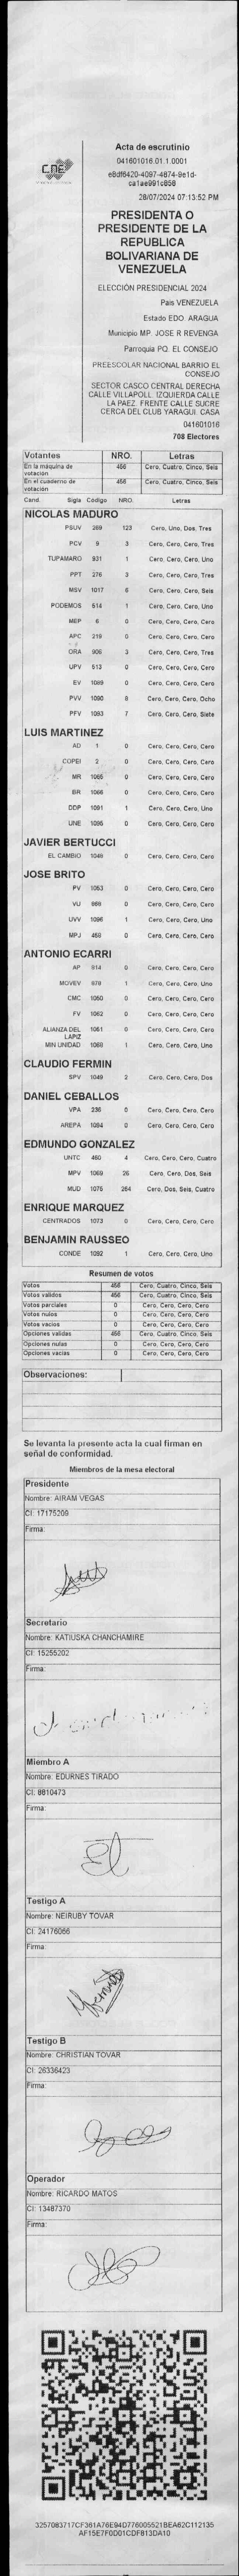 CNE
Acta de escrutinio
041601016.01.1.0001
e8df6420-4097-4874-9e1d-
ca1ae991c858
28/07/2024 07:13:52 PM
PRESIDENTA O
PRESIDENTE DE LA
REPUBLICA
BOLIVARIANA DE
VENEZUELA
ELECCIÓN PRESIDENCIAL 2024
Pais VENEZUELA
Estado EDO. ARAGUA
Municipio MP. JOSE R REVENGA
Parroquia PQ. EL CONSEJO
PREESCOLAR NACIONAL BARRIO EL
CONSEJO
SECTOR CASCO CENTRAL DERECHA
CALLE VILLAPOLL. IZQUIERDA CALLE
LA PAEZ. FRENTE CALLE SUCRE
CERCA DEL CLUB YARAGUI. CASA
041601016
708 Electores
Votantes NRO. Letras
En la máquina de votación 456 Cero, Cuatro, Cinco, Seis
En el cuaderno de votación 456 Cero, Cuatro, Cinco, Seis
Cand. Sigla Codigo NRO. Letras
NICOLAS MADURO
PSUV 269 123 Cero, Uno, Dos, Tres
PCV 9 3 Cero, Cero, Cero, Tres
TUPAMARO 931 1 Cero, Cero, Cero, Uno
PPT 276 3 Cero, Cero, Cero, Tres
MSV 1017 6 Cero, Cero, Cero, Seis
PODEMOS 514 1 Cero, Cero, Cero, Uno
MEP 6 0 Cero, Cero, Cero, Cero
APC 219 0 Cero, Cero, Cero, Cero
ORA 906 3 Cero, Cero, Cero, Tres
UPV 513 0 Cero, Cero, Cero, Cero
EV 1089 0 Cero, Cero, Cero, Cero
PVV 1090 8 Cero, Cero, Cero, Ocho
PFV 1093 7 Cero, Cero, Cero, Siete
LUIS MARTINEZ
AD 1 0 Cero, Cero, Cero, Cero
COPEI 2 0 Cero, Cero, Cero, Cero
MR 1065 0 Cero, Cero, Cero, Cero
BR 1066 0 Cero, Cero, Cero, Cero
DDP 1091 1 Cero, Cero, Cero, Uno
UNE 1095 0 Cero, Cero, Cero, Cero
JAVIER BERTUCCI
EL CAMBIO 1048 0 Cero, Cero, Cero, Cero
JOSE BRITO
PV 1053 0 Cero, Cero, Cero, Cero
VU 866 0 Cero, Cero, Cero, Cero
UVV 1096 1 Cero, Cero, Cero, Uno
MPJ 458 0 Cero, Cero, Cero, Cero
ANTONIO ECARRI
AP 914 0 Cero, Cero, Cero, Cero
MOVEV 979 1 Cero, Cero, Cero, Uno
CMC 1050 0 Cero, Cero, Cero, Cero
FV 1052 0 Cero, Cero, Cero, Cero
ALIANZA DEL LAPIZ 1051 0 Cero, Cero, Cero, Cero
MIN UNIDAD 1069 1 Cero, Cero, Cero, Uno
CLAUDIO FERMIN
SPV 1049 2 Cero, Cero, Cero, Dos
DANIEL CEBALLOS
VPA 236 0 Cero, Cero, Cero, Cero
AREPA 1094 0 Cero, Cero, Cero, Cero
EDMUNDO GONZALEZ
UNTC 460 4 Cero, Cero, Cero, Cuatro
MPV 1069 26 Cero, Cero, Dos, Seis
MUD 1075 264 Cero, Dos, Seis, Cuatro
ENRIQUE MARQUEZ
CENTRADOS 1073 0 Cero, Cero, Cero, Cero
BENJAMIN RAUSSEO
CONDE 1092 1 Cero, Cero, Cero, Uno
Resumen de votos
Votos 456 Cero, Cuatro, Cinco, Seis
Votos validos 456 Cero, Cuatro, Cinco, Seis
Votos parciales 0 Cero, Cero, Cero, Cero
Votos nulos 0 Cero, Cero, Cero, Cero
Votos vacios 0 Cero, Cero, Cero, Cero
Opciones validas 456 Cero, Cuatro, Cinco, Seis
Opciones nulas 0 Cero, Cero, Cero, Cero
Opciones vacias 0 Cero, Cero, Cero, Cero
Observaciones:
Se levanta la presente acta la cual firman en
señal de conformidad.
Miembros de la mesa electoral
Presidente
Nombre: AIRAM VEGAS
CI: 17175209
Firma:
Secretario
Nombre: KATIUSKA CHANCHAMIRE
CI: 15255202
Firma:
Miembro A
Nombre: EDURNES TIRADO
CI: 8810473
Firma:
Testigo A
Nombre: NEIRUBY TOVAR
CI: 24176066
Firma:
Testigo B
Nombre: CHRISTIAN TOVAR
CI: 26336423
Firma:
Operador
Nombre: RICARDO MATOS
CI: 13487370
Firma:
3257083717CF361A76E94D776005521BEA62C112135
AF15E7F0D01CDF813DA10